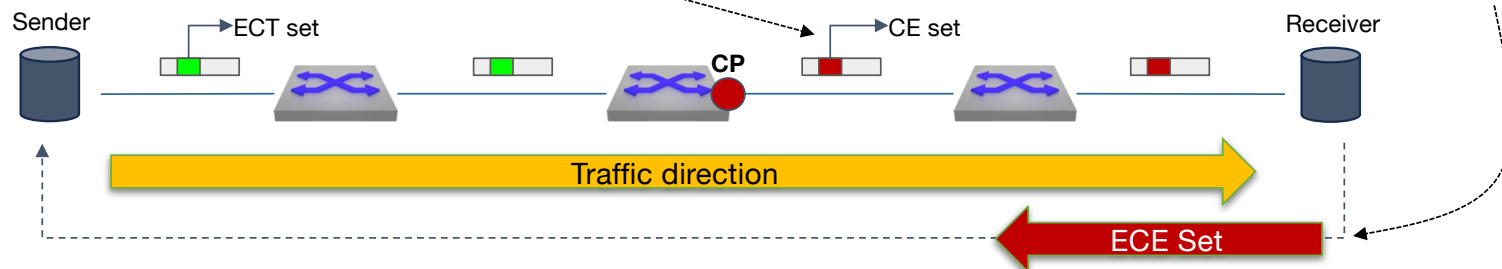 Sender
ECT set
CP
CE set
Receiver
Traffic direction
ECE Set